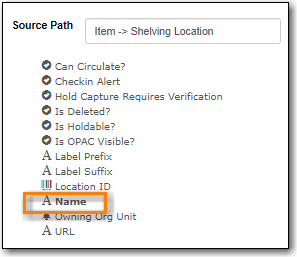 Source Path
Item -> Shelving Location
Can Circulate?
Checkin Alert
Hold Capture Requires Verification
Is Deleted?
Is Holdable?
Is OPAC Visible?
A Label Prefix
A Label Suffix
Location ID
A Name
Owning Org Unit
A URL